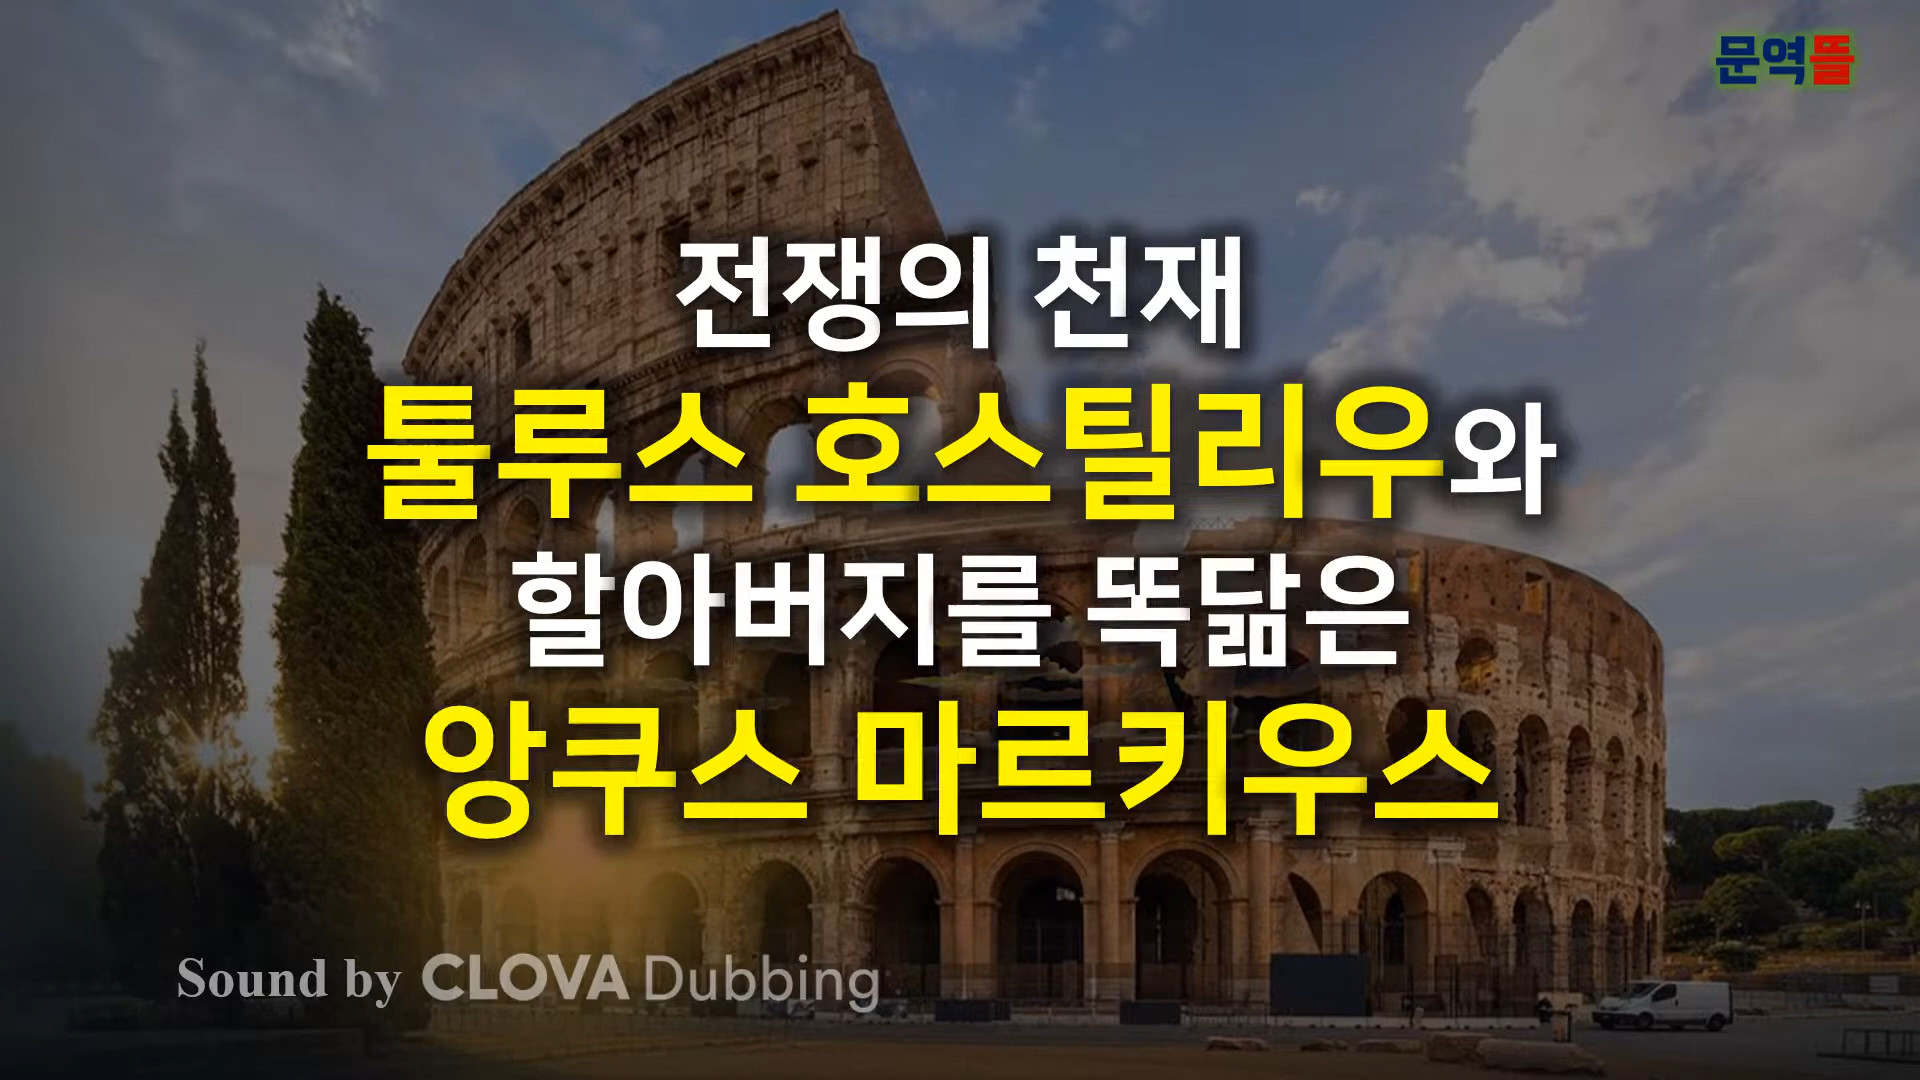 문역뜰
전쟁의 천재
툴루스 호스틸리우와
할아버지를 똑닮은
앙쿠스 마르키우스
Sound by CLOVA Dubbing